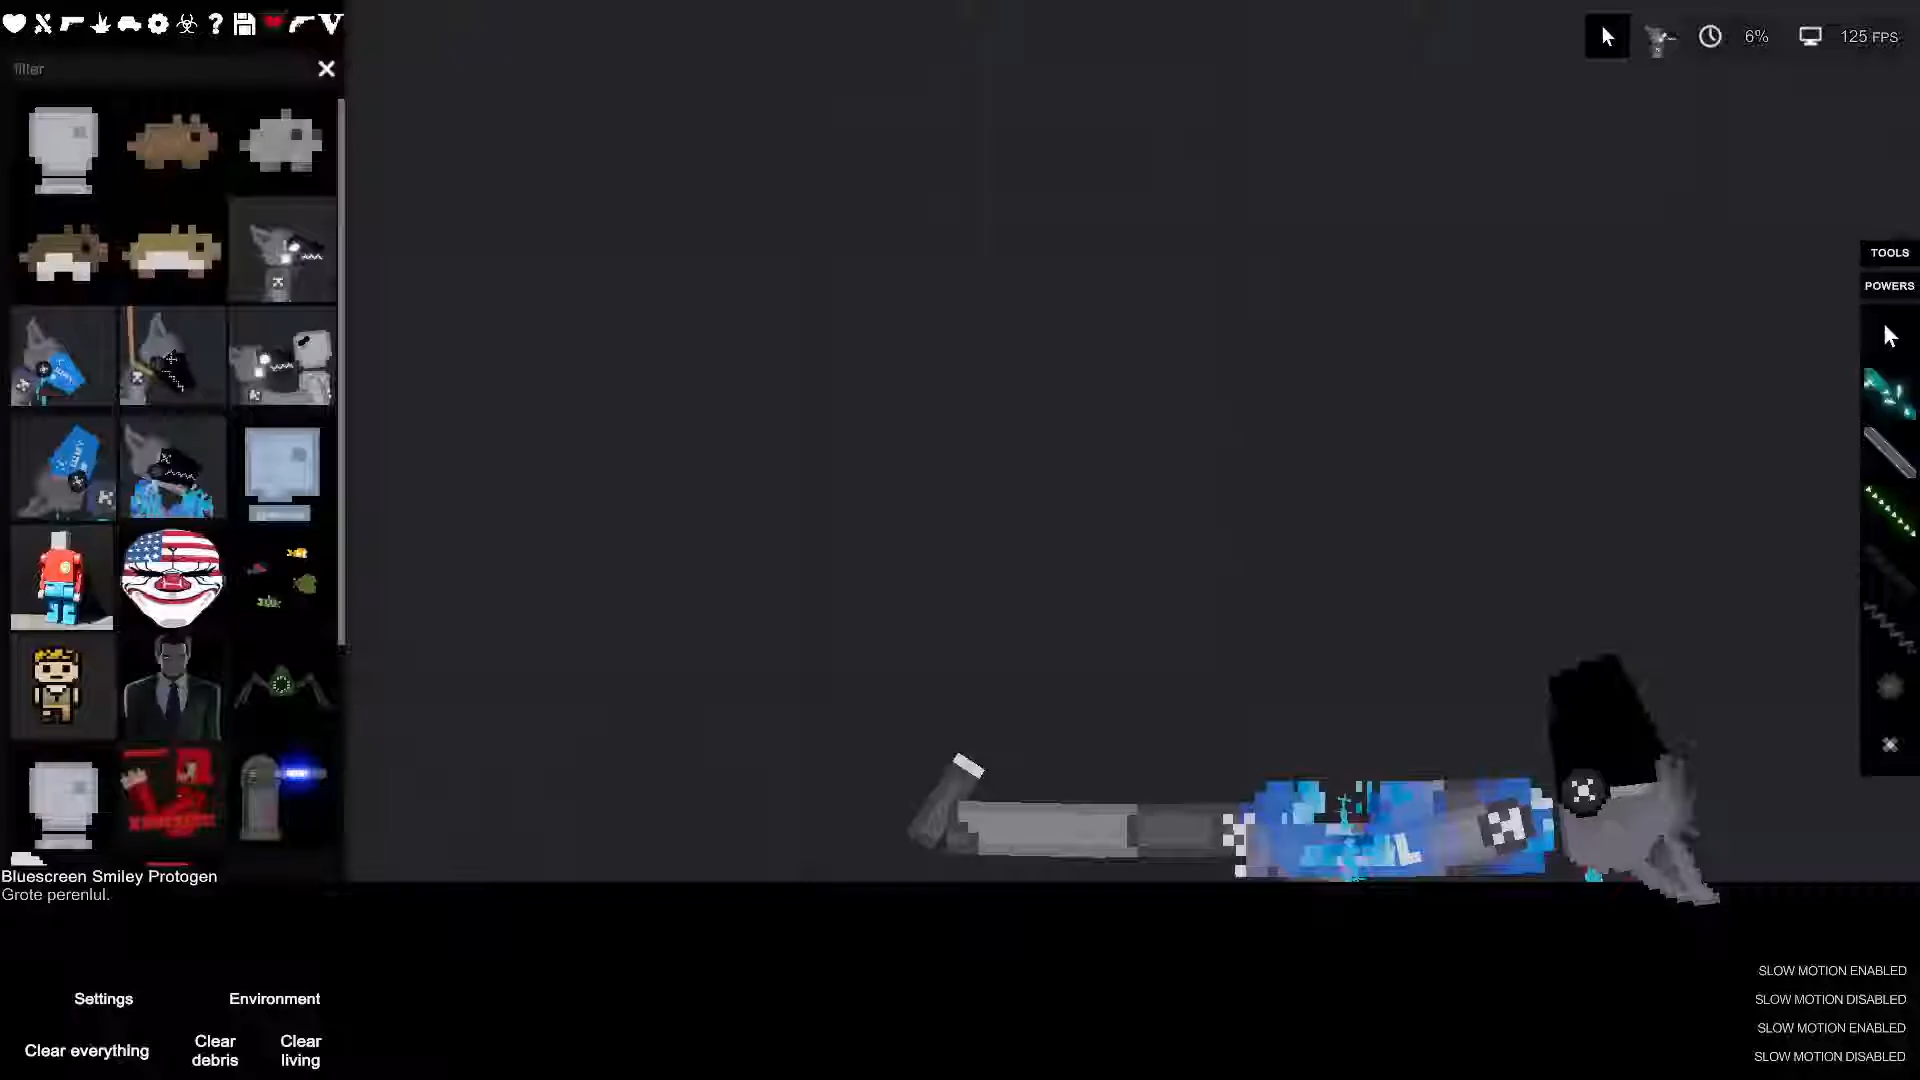 6%
125 FPS
filter
TOOLS
POWERS
Bluescreen Smiley Protogen
Grote perenlul.
Settings
Environment
Clear everything
Clear
debris
Clear
living
SLOW MOTION ENABLED
SLOW MOTION DISABLED
SLOW MOTION ENABLED
SLOW MOTION DISABLED